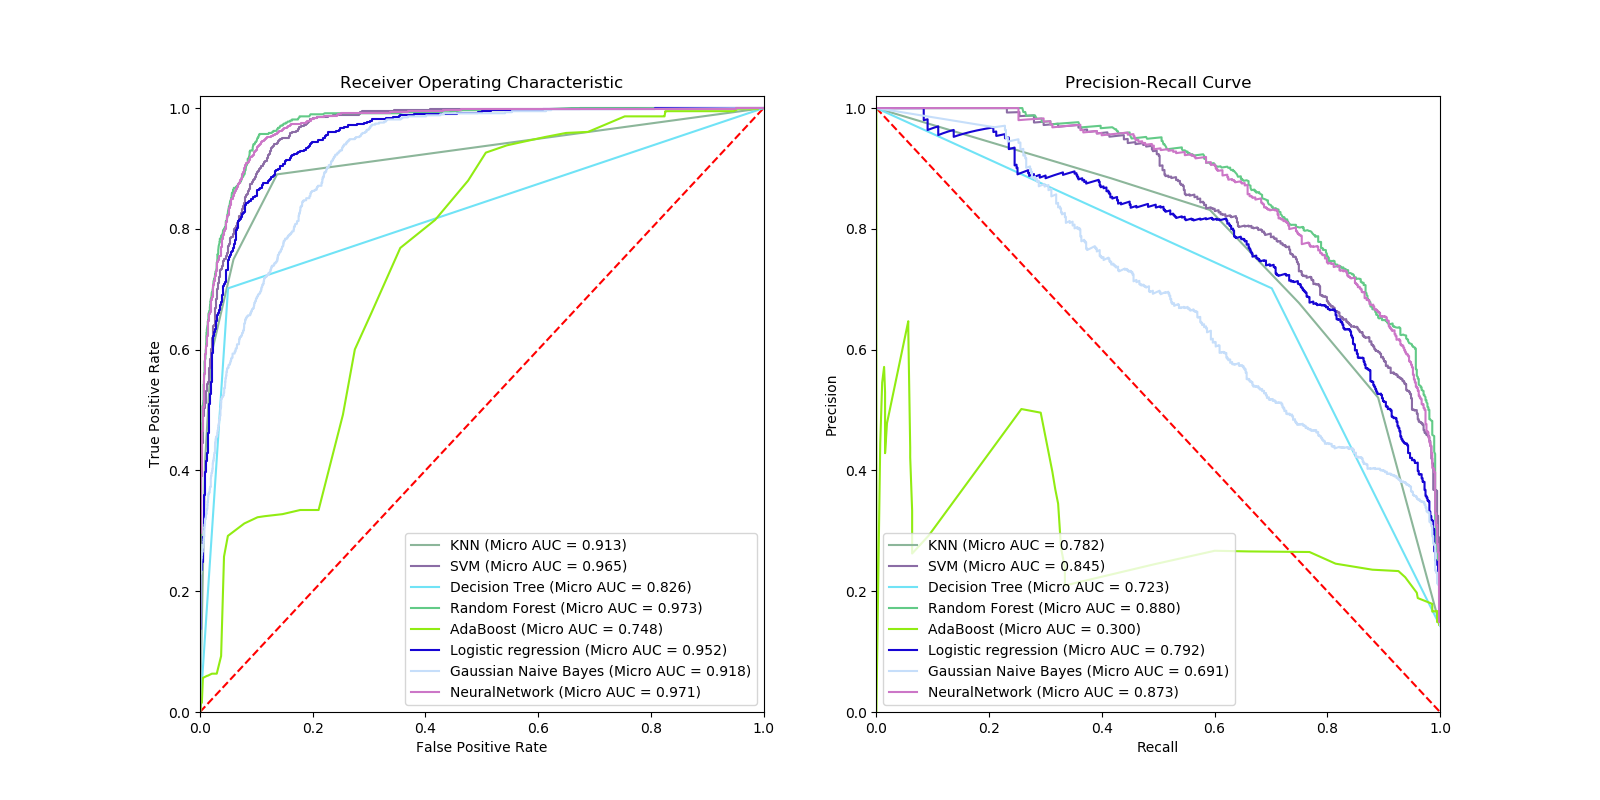 Receiver Operating Characteristic
1.0
0.8
0.6
0.4
0.2
0.0
True Positive Rate
KNN (Micro AUC = 0.913)
SVM (Micro AUC = 0.965)
Decision Tree (Micro AUC = 0.826)
Random Forest (Micro AUC = 0.973)
AdaBoost (Micro AUC = 0.748)
Logistic regression (Micro AUC = 0.952)
Gaussian Naive Bayes (Micro AUC = 0.918)
NeuralNetwork (Micro AUC = 0.971)
0.0 0.2 0.4 0.6 0.8 1.0
False Positive Rate
Precision-Recall Curve
1.0
0.8
0.6
0.4
0.2
0.0
Precision
KNN (Micro AUC = 0.782)
SVM (Micro AUC = 0.845)
Decision Tree (Micro AUC = 0.723)
Random Forest (Micro AUC = 0.880)
AdaBoost (Micro AUC = 0.300)
Logistic regression (Micro AUC = 0.792)
Gaussian Naive Bayes (Micro AUC = 0.691)
NeuralNetwork (Micro AUC = 0.873)
0.0 0.2 0.4 0.6 0.8 1.0
Recall